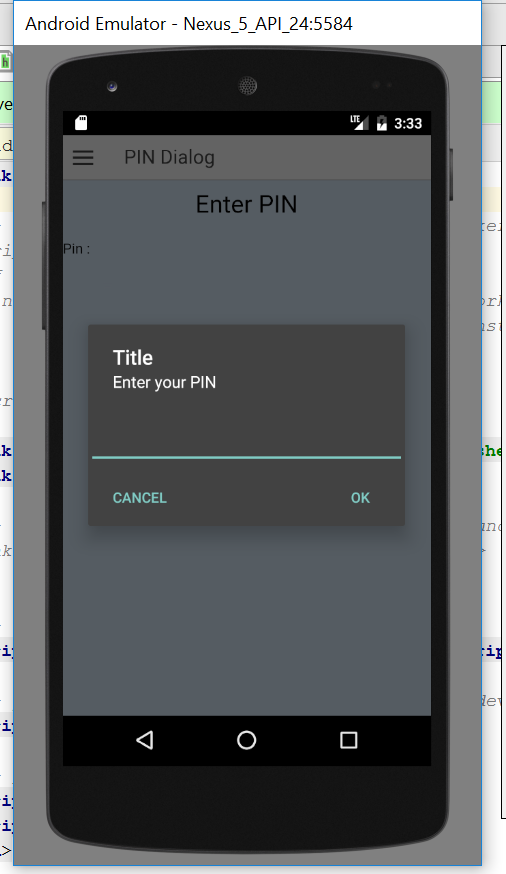 Android Emulator - Nexus_5_API_24:5584
LTE 3:33
PIN Dialog
Enter PIN
Pin :
Title
Enter your PIN
CANCEL OK